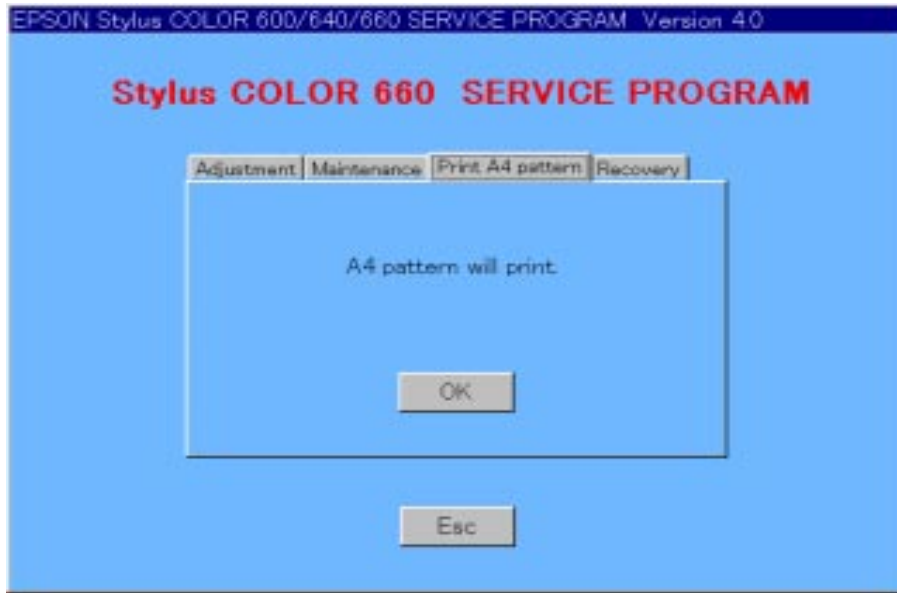 EPSON Stylus COLOR 600/640/660 SERVICE PROGRAM Version 4.0
Stylus COLOR 660 SERVICE PROGRAM
Adjustment Maintenance Print A4 pattern Recovery
A4 pattern will print.
OK
Esc